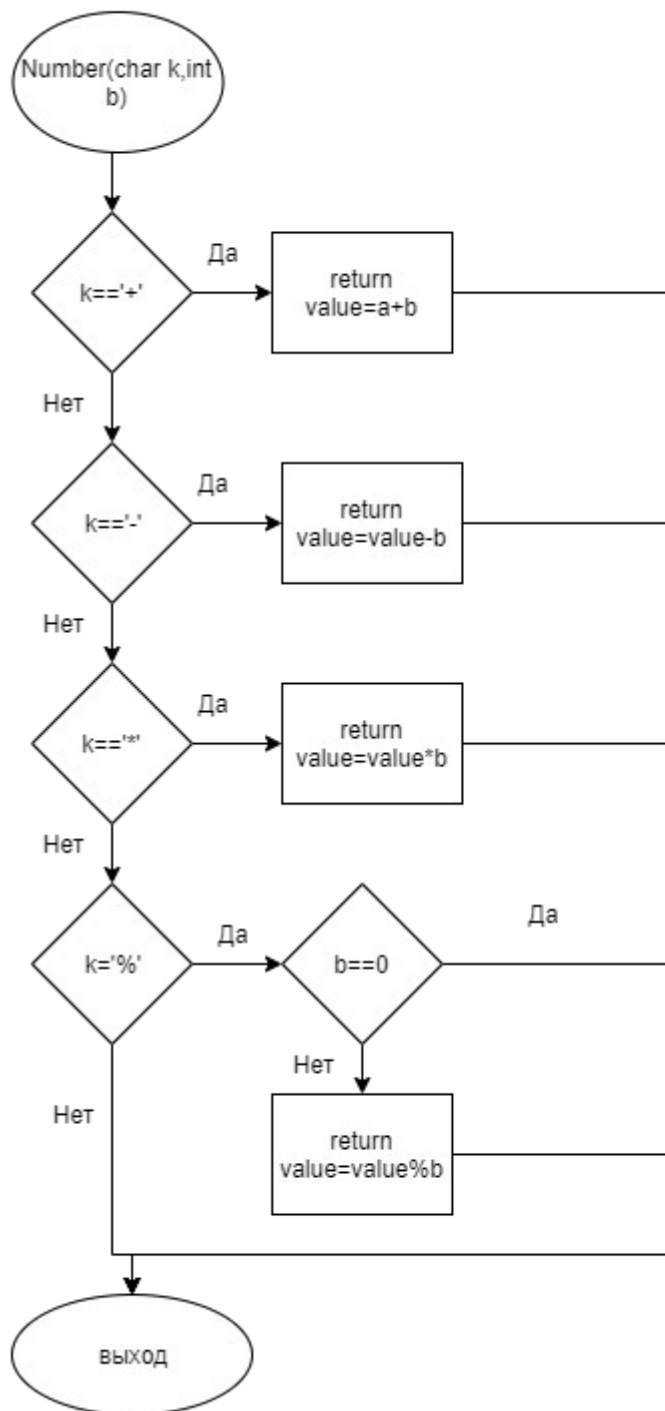 Number(char k,int
b)
k=='+'
Да
return
value=a+b
Нет
k=='-'
Да
return
value=value-b
Нет
k=='*'
Да
return
value=value*b
Нет
k='%'
Да
b==0
Да
Нет
Нет
return
value=value%b
выход